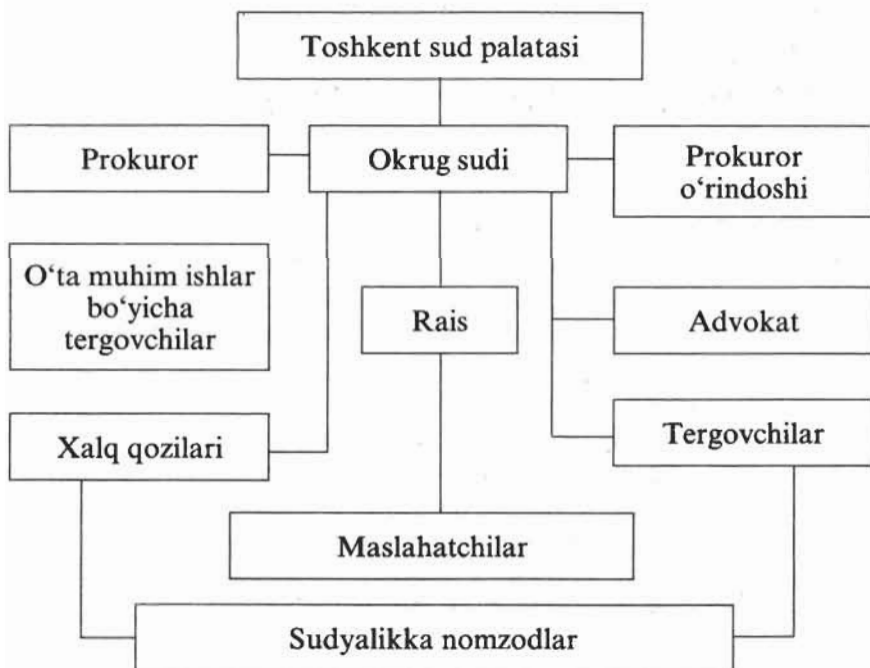 Toshkent sud palatasi
Prokuror
Okrug sudi
Prokuror
o‘rindoshi
O‘ta muhim ishlar
bo‘yicha
tergovchilar
Rais
Advokat
Xalq qozilari
Tergovchilar
Maslahatchilar
Sudyalikka nomzodlar